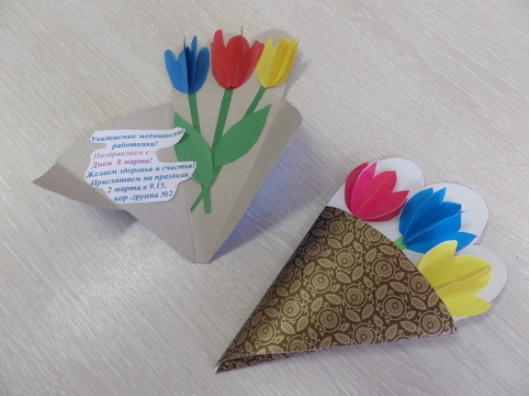 Уважаемые медицинские
работники!
Поздравляем с
Днем 8 марта!
Желаем здоровья и счастья!
Приглашаем на праздник
2 марта в 9.15.
кор .группа №2